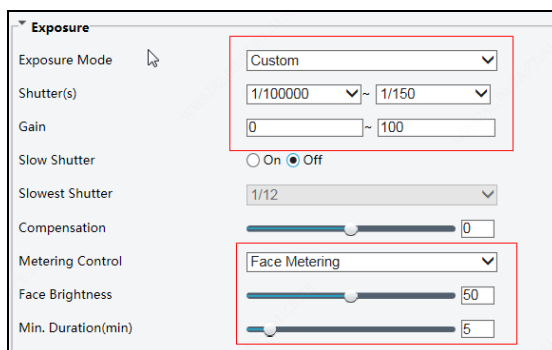 Exposure
Exposure Mode Custom
Shutter(s) 1/100000 ~ 1/150
Gain 0 ~ 100
Slow Shutter On Off
Slowest Shutter 1/12
Compensation 0
Metering Control Face Metering
Face Brightness 50
Min. Duration(min) 5